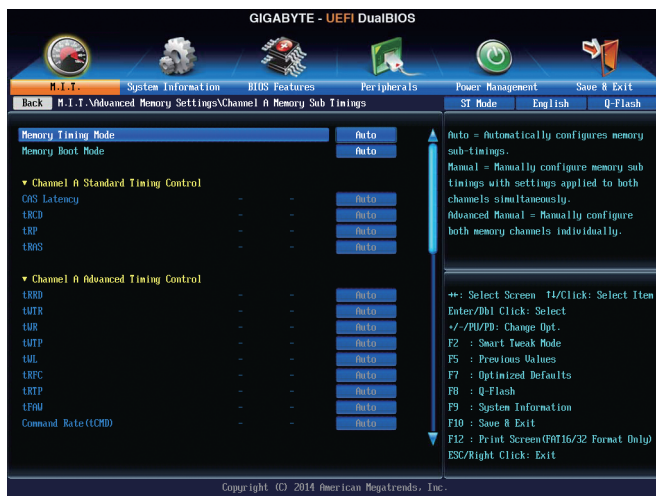 GIGABYTE - UEFI DualBIOS
M.I.T. System Information BIOS Features Peripherals Power Management Save & Exit
Back M.I.T.\Advanced Memory Settings\Channel A Memory Sub Timings ST Mode English Q-Flash
Memory Timing Mode Auto
Memory Boot Mode Auto
▼ Channel A Standard Timing Control
CAS Latency - - Auto
tRCD - - Auto
tRP - - Auto
tRAS - - Auto
▼ Channel A Advanced Timing Control
tRRD - - Auto
tWTR - - Auto
tWR - - Auto
tWTP - - Auto
tWL - - Auto
tRFC - - Auto
tRTP - - Auto
tFAW - - Auto
Command Rate(tCMD) - - Auto
Auto = Automatically configures memory
sub-timings.
Manual = Manually configure memory sub
timings with settings applied to both
channels simultaneously.
Advanced Manual = Manually configure
both memory channels individually.
→←: Select Screen ↑↓/Click: Select Item
Enter/Dbl Click: Select
+/-/PU/PD: Change Opt.
F2 : Smart Tweak Mode
F5 : Previous Values
F7 : Optimized Defaults
F8 : Q-Flash
F9 : System Information
F10 : Save & Exit
F12 : Print Screen(FAT16/32 Format Only)
ESC/Right Click: Exit
Copyright (C) 2014 American Megatrends, Inc.